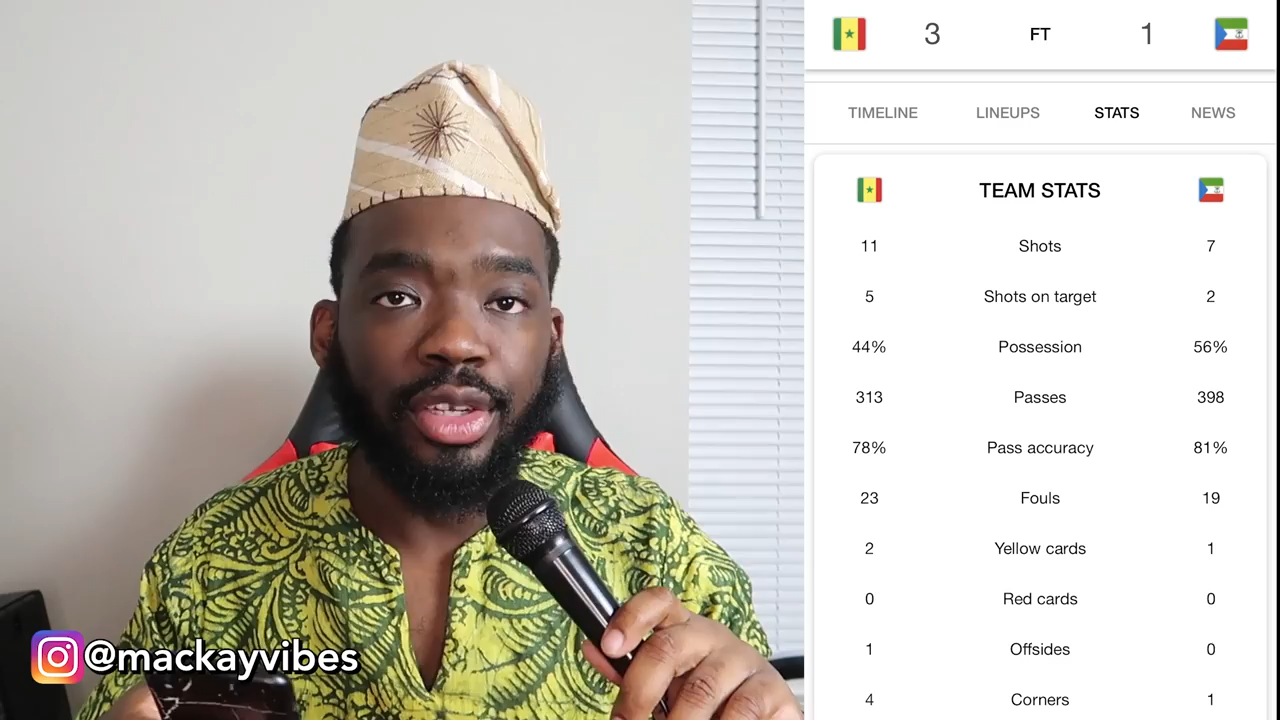 3 FT 1
TIMELINE LINEUPS STATS NEWS
TEAM STATS
11 Shots 7
5 Shots on target 2
44% Possession 56%
313 Passes 398
78% Pass accuracy 81%
23 Fouls 19
2 Yellow cards 1
0 Red cards 0
1 Offsides 0
4 Corners 1
@mackayvibes